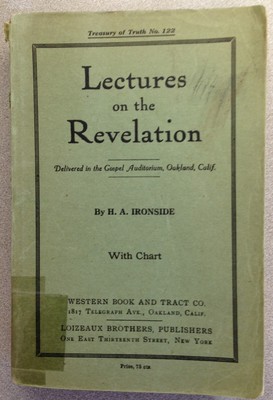 Treasury of Truth No. 122
Lectures
on the
Revelation
Delivered in the Gospel Auditorium, Oakland, Calif.
By H. A. IRONSIDE
With Chart
WESTERN BOOK AND TRACT CO.
1817 TELEGRAPH AVE., OAKLAND, CALIF.
LOIZEAUX BROTHERS, PUBLISHERS
ONE EAST THIRTEENTH STREET, NEW YORK
Price, 75 cts